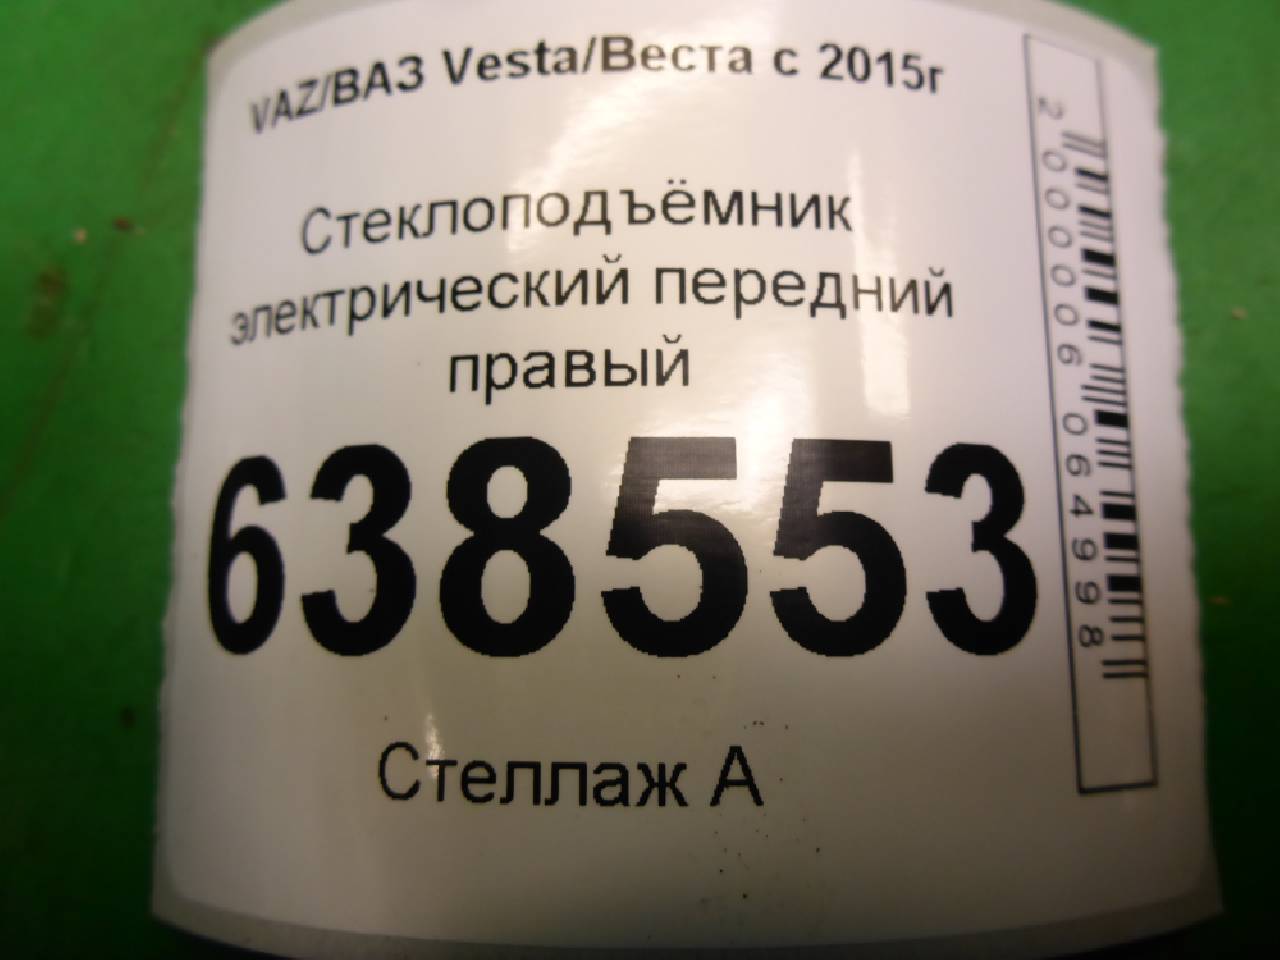 VAZ/ВАЗ Vesta/Веста с 2015г
Стеклоподъёмник
электрический передний
правый
638553
Стеллаж А
2000006064998